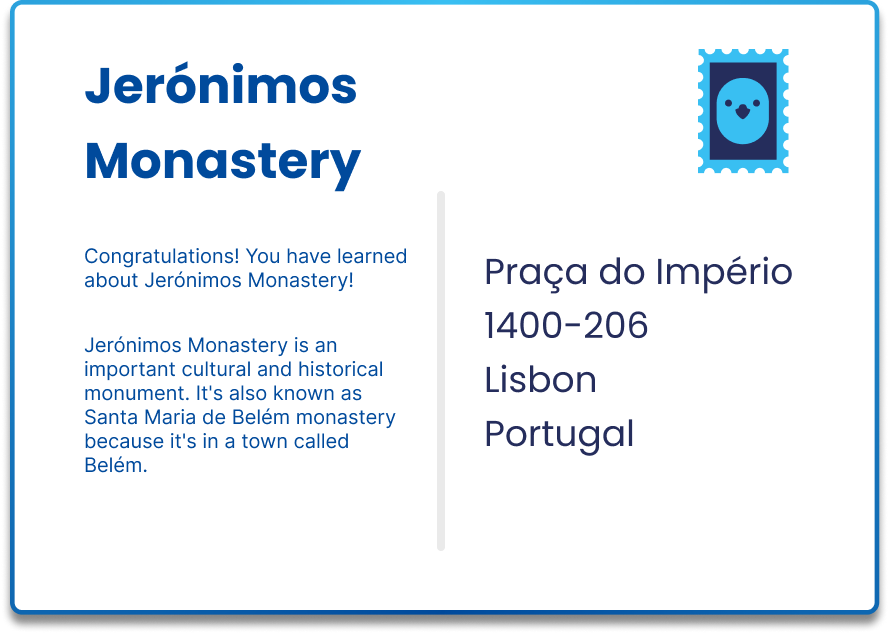 Jerónimos
Monastery
Congratulations! You have learned
about Jerónimos Monastery!
Jerónimos Monastery is an
important cultural and historical
monument. It's also known as
Santa Maria de Belém monastery
because it's in a town called
Belém.
Praça do Império
1400-206
Lisbon
Portugal